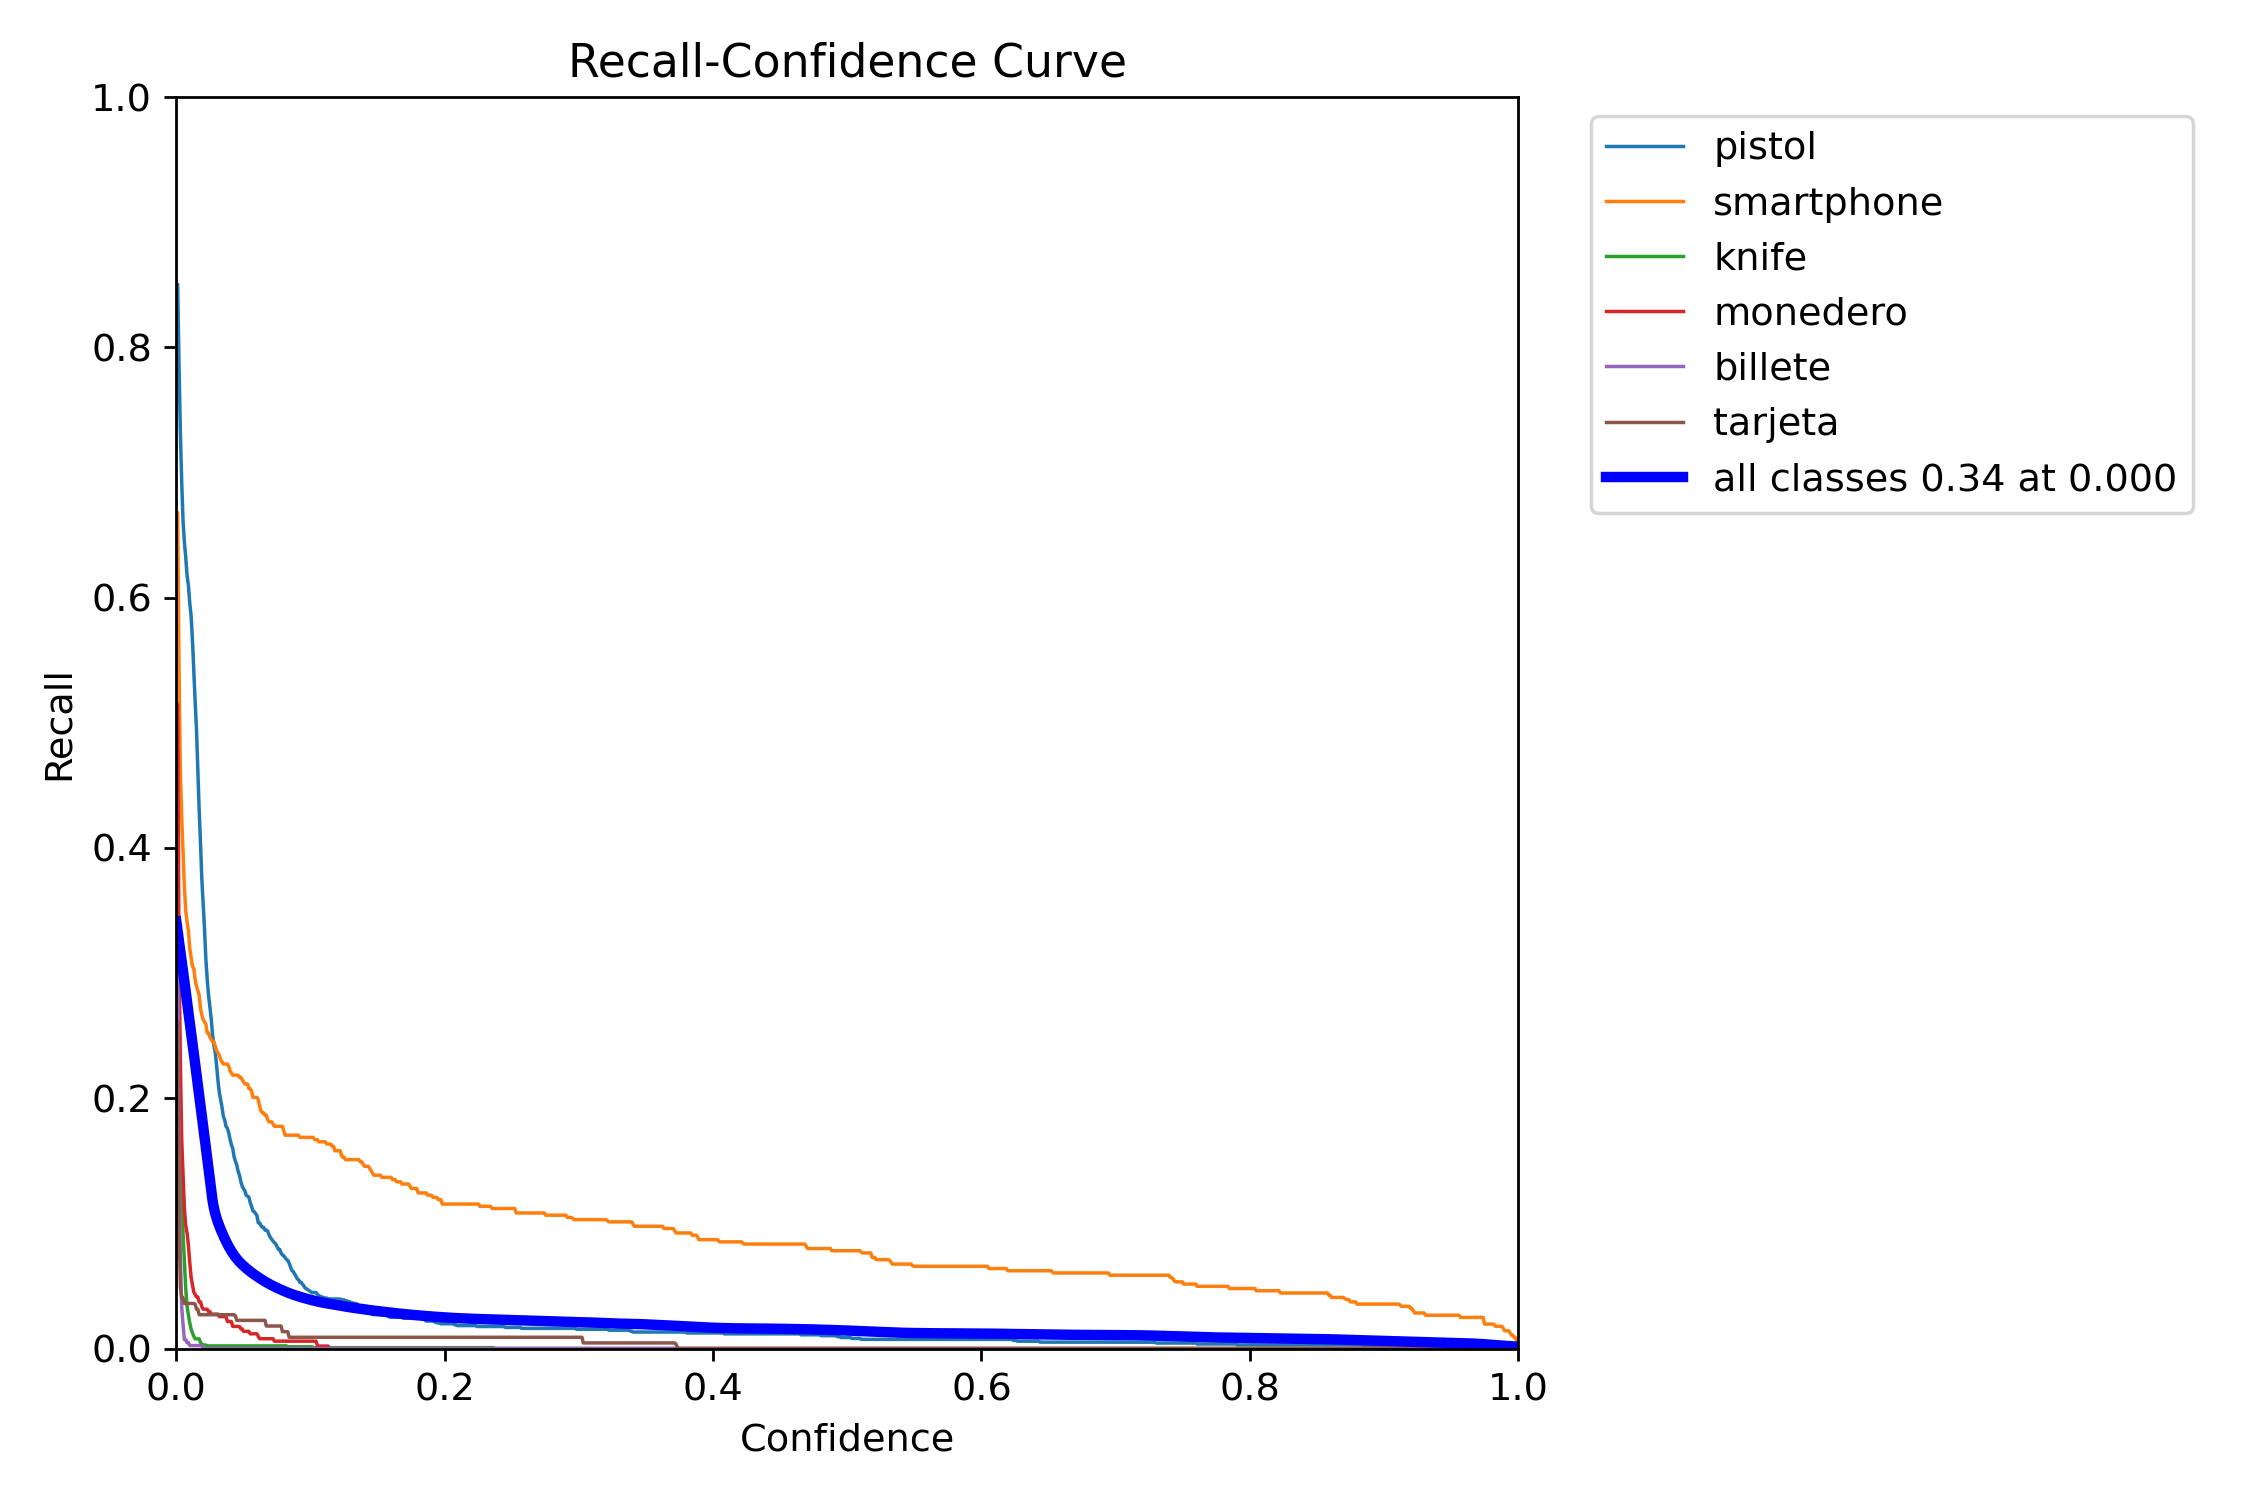 Recall-Confidence Curve
1.0
0.8
0.6
0.4
0.2
0.0
Recall
0.0 0.2 0.4 0.6 0.8 1.0
Confidence
pistol
smartphone
knife
monedero
billete
tarjeta
all classes 0.34 at 0.000